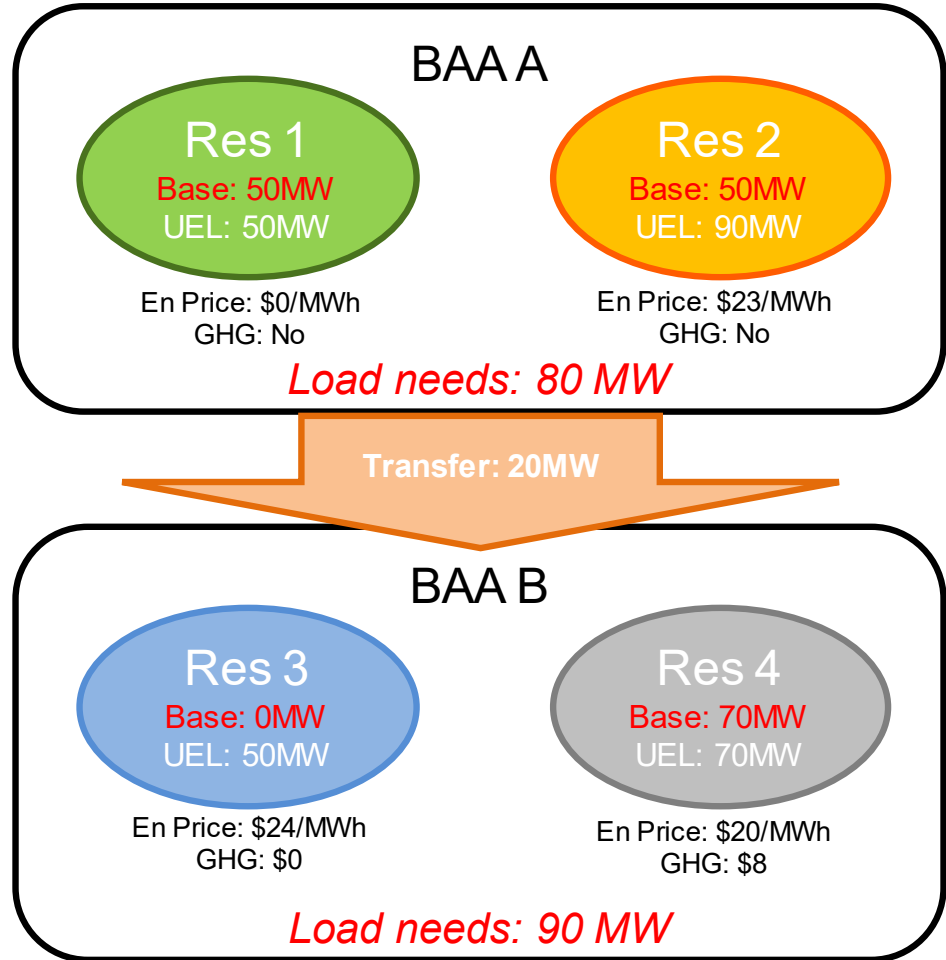 BAA A
Res 1
Base: 50MW
UEL: 50MW
En Price: $0/MWh
GHG: No
Res 2
Base: 50MW
UEL: 90MW
En Price: $23/MWh
GHG: No
Load needs: 80 MW
Transfer: 20MW
BAA B
Res 3
Base: 0MW
UEL: 50MW
En Price: $24/MWh
GHG: $0
Res 4
Base: 70MW
UEL: 70MW
En Price: $20/MWh
GHG: $8
Load needs: 90 MW